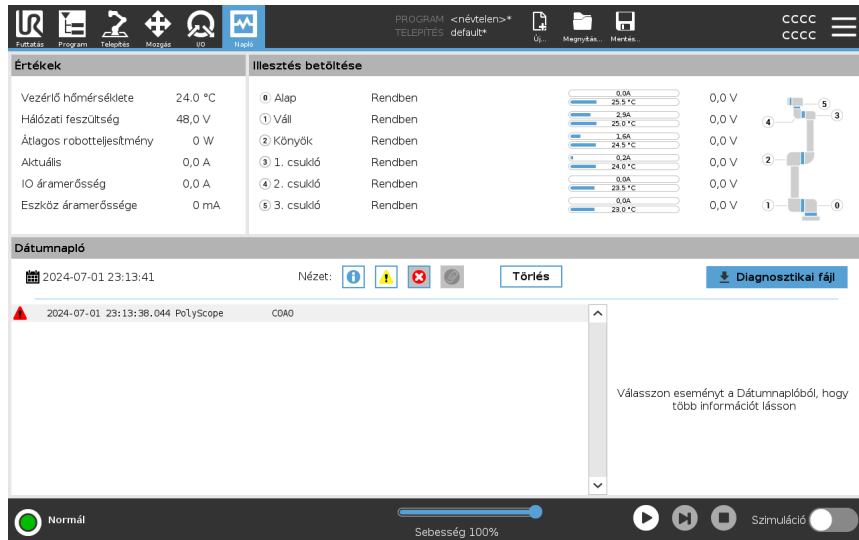 UR
Futtatás Program Telepítés Mozgás I/O Napló
PROGRAM <névtelen>*
TELEPÍTÉS default*
Új... Megnyitás... Mentés...
CCCC
CCCC
Értékek
Vezérlő hőmérséklete 24.0 °C
Hálózati feszültség 48,0 V
Átlagos robotteljesítmény 0 W
Aktuális 0,0 A
IO áramerősség 0,0 A
Eszköz áramerőssége 0 mA
Illesztés betöltése
0 Alap Rendben 0,0A 25.5 °C 0,0 V
1 Váll Rendben 2,9A 25.0 °C 0,0 V
2 Könyök Rendben 1,6A 24.5 °C 0,0 V
3 1. csukló Rendben 0,2A 24.0 °C 0,0 V
4 2. csukló Rendben 0,0A 23.5 °C 0,0 V
5 3. csukló Rendben 0,0A 23.0 °C 0,0 V
5
4 3
2
1 0
Dátumnapló
2024-07-01 23:13:41 Nézet: Törlés Diagnosztikai fájl
2024-07-01 23:13:38.044 PolyScope C0A0
Válasszon eseményt a Dátumnaplóból, hogy
több információt lásson
Normál
Sebesség 100%
Szimuláció